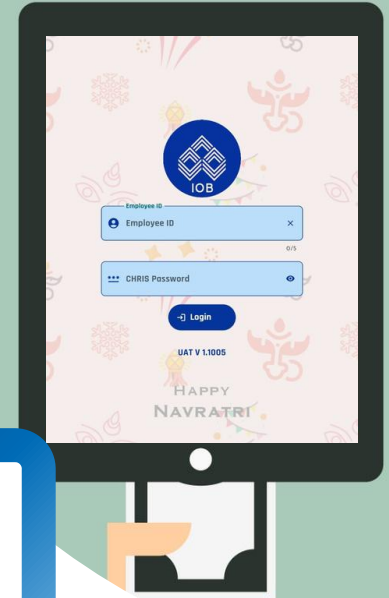 IOB
Employee ID
Employee ID
0/5
CHRIS Password
Login
UAT V 1.1005
HAPPY
NAVRATRI